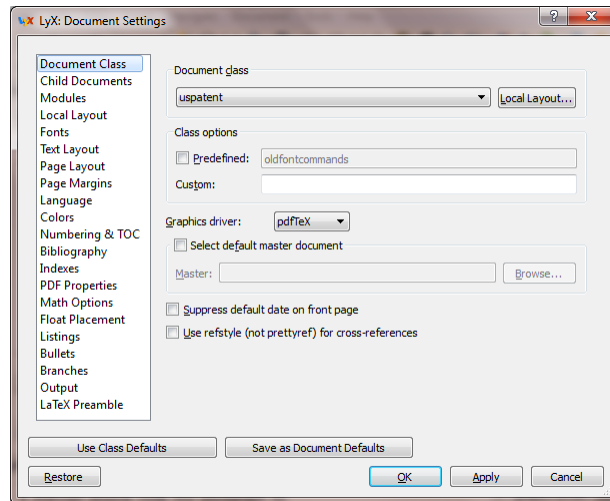 LyX: Document Settings
Document Class
Child Documents
Modules
Local Layout
Fonts
Text Layout
Page Layout
Page Margins
Language
Colors
Numbering & TOC
Bibliography
Indexes
PDF Properties
Math Options
Float Placement
Listings
Bullets
Branches
Output
LaTeX Preamble
Document class
uspatent Local Layout...
Class options
Predefined: oldfontcommands
Custom:
Graphics driver: pdfTeX
Select default master document
Master: Browse...
Suppress default date on front page
Use refstyle (not prettyref) for cross-references
Use Class Defaults Save as Document Defaults
Restore OK Apply Cancel